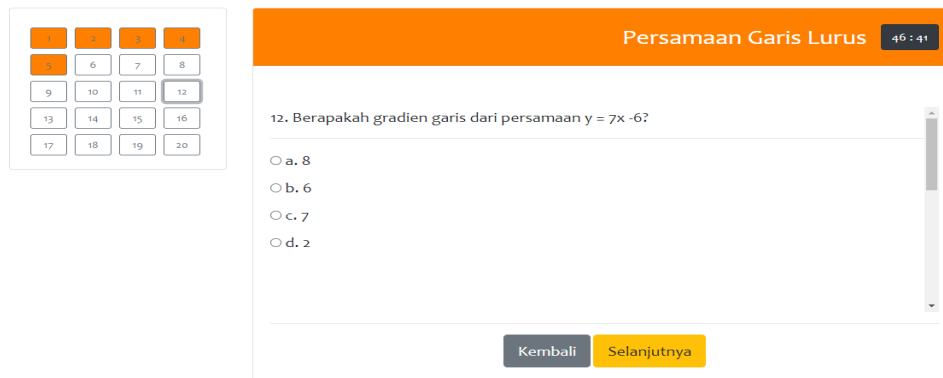 1 2 3 4
5 6 7 8
9 10 11 12
13 14 15 16
17 18 19 20
Persamaan Garis Lurus 46 : 41
12. Berapakah gradien garis dari persamaan y = 7x -6?
a. 8
b. 6
c. 7
d. 2
Kembali Selanjutnya